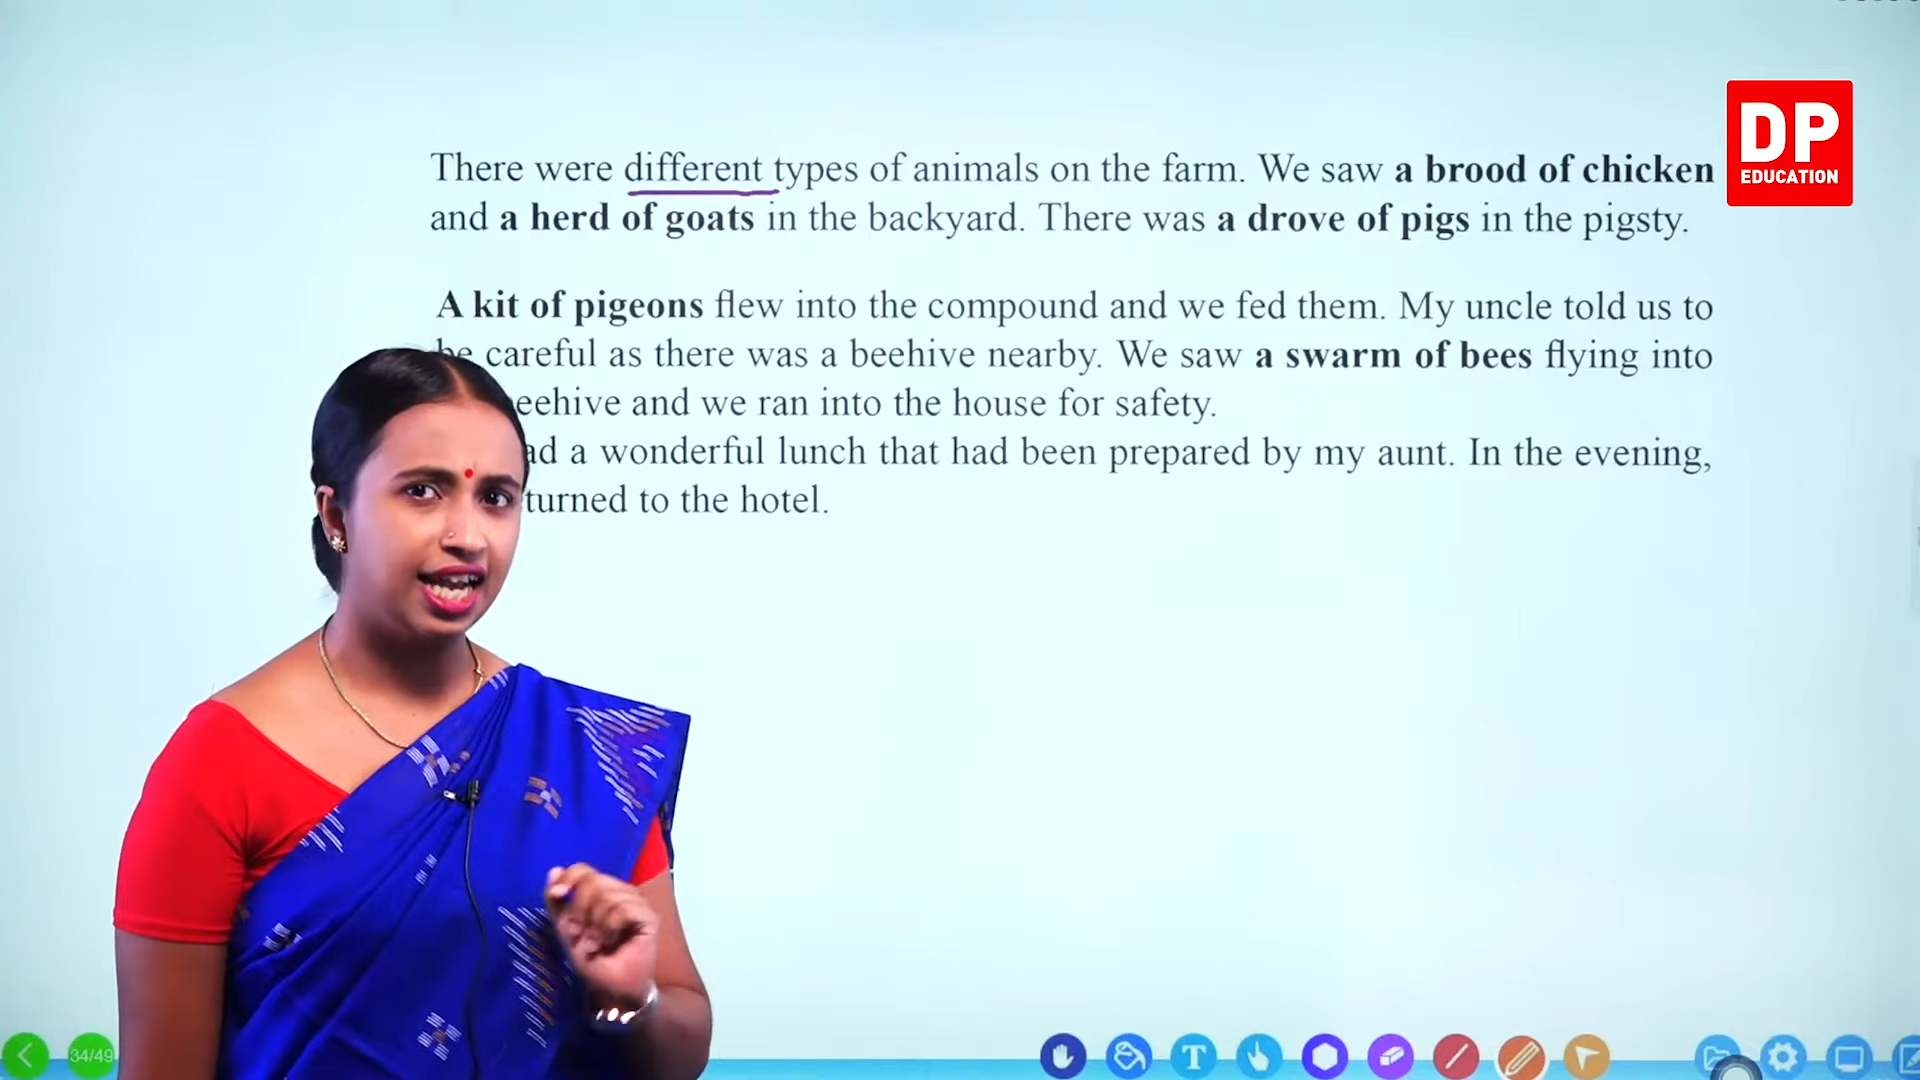 There were different types of animals on the farm. We saw a brood of chicken
and a herd of goats in the backyard. There was a drove of pigs in the pigsty.
A kit of pigeons flew into the compound and we fed them. My uncle told us to
be careful as there was a beehive nearby. We saw a swarm of bees flying into
eehive and we ran into the house for safety.
ad a wonderful lunch that had been prepared by my aunt. In the evening,
turned to the hotel.
DP
EDUCATION
34/49
T